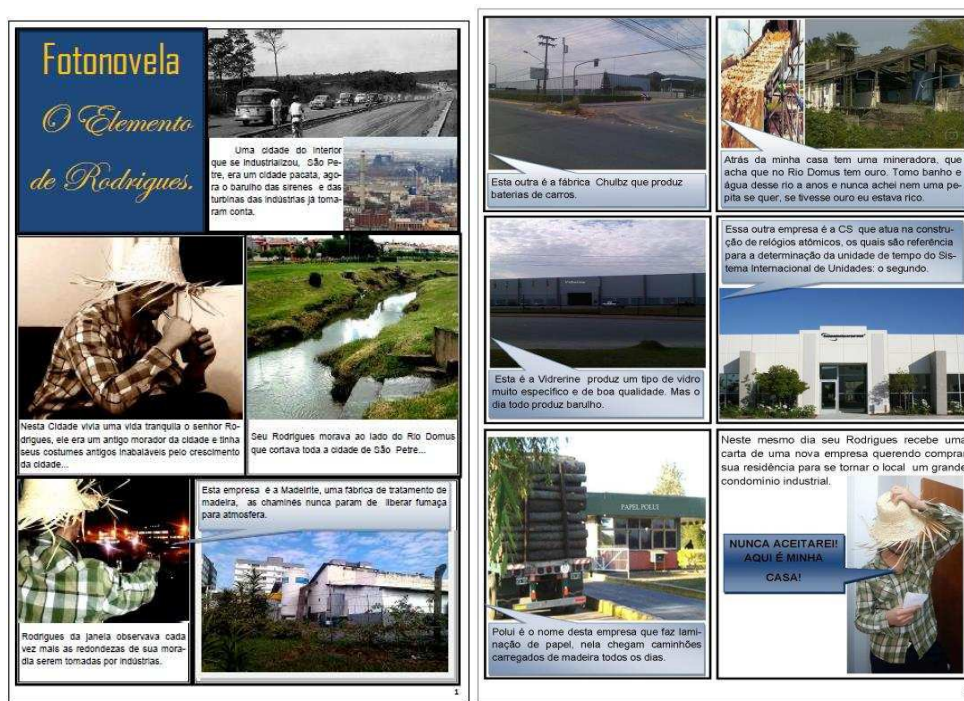 Fotonovela
O Elemento
de Rodrigues.
Uma cidade do interior
que se industrializou, São Pe-
tre, era um cidade pacata, ago-
ra o barulho das sirenes e das
turbinas das indústrias já toma-
ram conta.
Nesta Cidade vivia uma vida tranquila o senhor Ro-
drigues, ele era um antigo morador da cidade e tinha
seus costumes antigos inabaláveis pelo crescimento
da cidade...
Seu Rodrigues morava ao lado do Rio Domus
que cortava toda a cidade de São Petre...
Rodrigues da janela observava cada
vez mais as redondezas de sua mora-
dia serem tomadas por indústrias.
Esta empresa é a Madeirite, uma fábrica de tratamento de
madeira, as chaminés nunca param de liberar fumaça
para atmosfera.
1
Esta outra é a fábrica Chulbz que produz
baterias de carros.
Atrás da minha casa tem uma mineradora, que
acha que no Rio Domus tem ouro. Tomo banho e
água desse rio a anos e nunca achei nem uma pe-
pita se quer, se tivesse ouro eu estava rico.
Esta é a Vidrerine produz um tipo de vidro
muito específico e de boa qualidade. Mas o
dia todo produz barulho.
Essa outra empresa é a CS que atua na constru-
ção de relógios atômicos, os quais são referência
para a determinação da unidade de tempo do Sis-
tema Internacional de Unidades: o segundo.
PAPEL POLUI
Polui é o nome desta empresa que faz lami-
nação de papel, nela chegam caminhões
carregados de madeira todos os dias.
Neste mesmo dia seu Rodrigues recebe uma
carta de uma nova empresa querendo comprar
sua residência para se tornar o local um grande
condomínio industrial.
NUNCA ACEITAREI!
AQUI É MINHA
CASA!